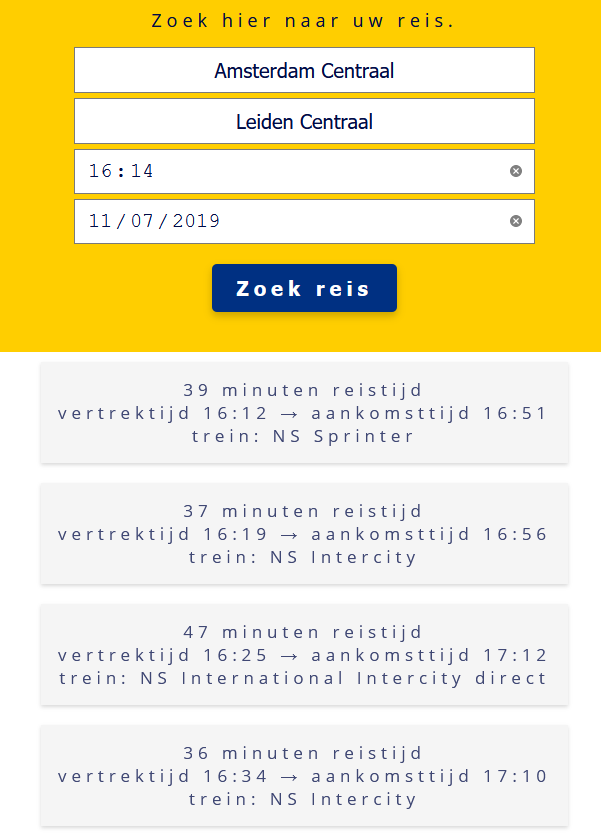 Zoek hier naar uw reis.
Amsterdam Centraal
Leiden Centraal
16:14
11/07/2019
Zoek reis
39 minuten reistijd
vertrektijd 16:12 → aankomsttijd 16:51
trein: NS Sprinter
37 minuten reistijd
vertrektijd 16:19 → aankomsttijd 16:56
trein: NS Intercity
47 minuten reistijd
vertrektijd 16:25 → aankomsttijd 17:12
trein: NS International Intercity direct
36 minuten reistijd
vertrektijd 16:34 → aankomsttijd 17:10
trein: NS Intercity